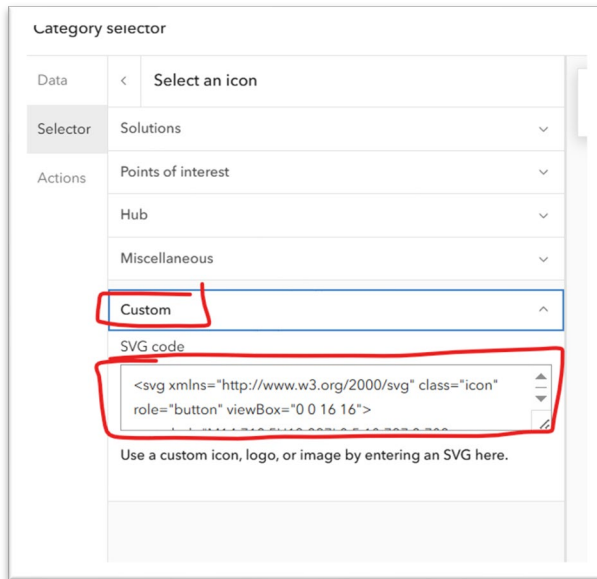 Category selector
Data
Select an icon
Selector
Solutions
Actions
Points of interest
Hub
Miscellaneous
Custom
SVG code
<svg xmlns="http://www.w3.org/2000/svg" class="icon"
role="button" viewBox="0 0 16 16">
Use a custom icon, logo, or image by entering an SVG here.